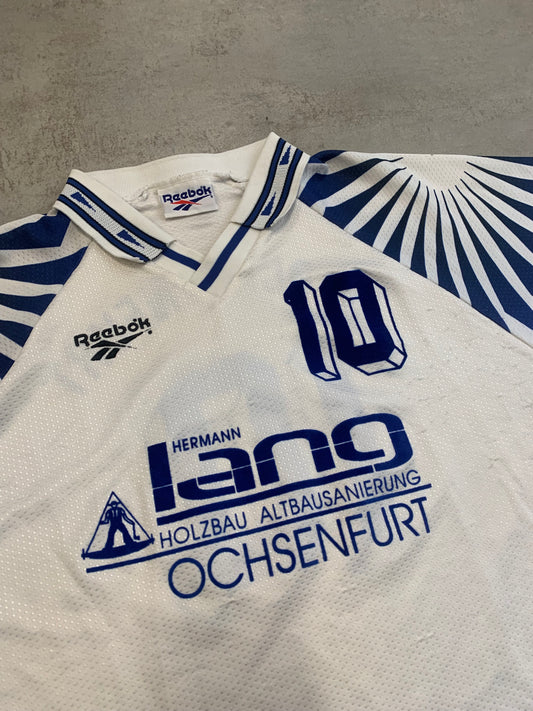 Reebok
Reebok
10
HERMANN
lang
HOLZBAU ALTBAUSANIERUNG
OCHSENFURT